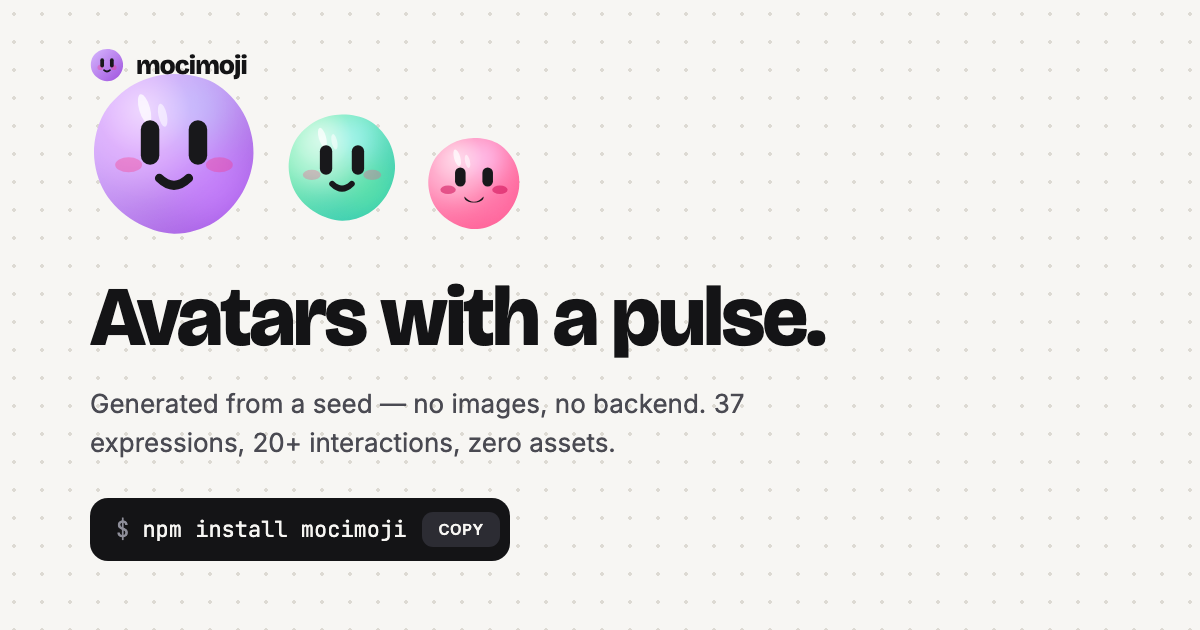 mocimoji
Avatars with a pulse.
Generated from a seed — no images, no backend. 37
expressions, 20+ interactions, zero assets.
$ npm install mocimoji COPY